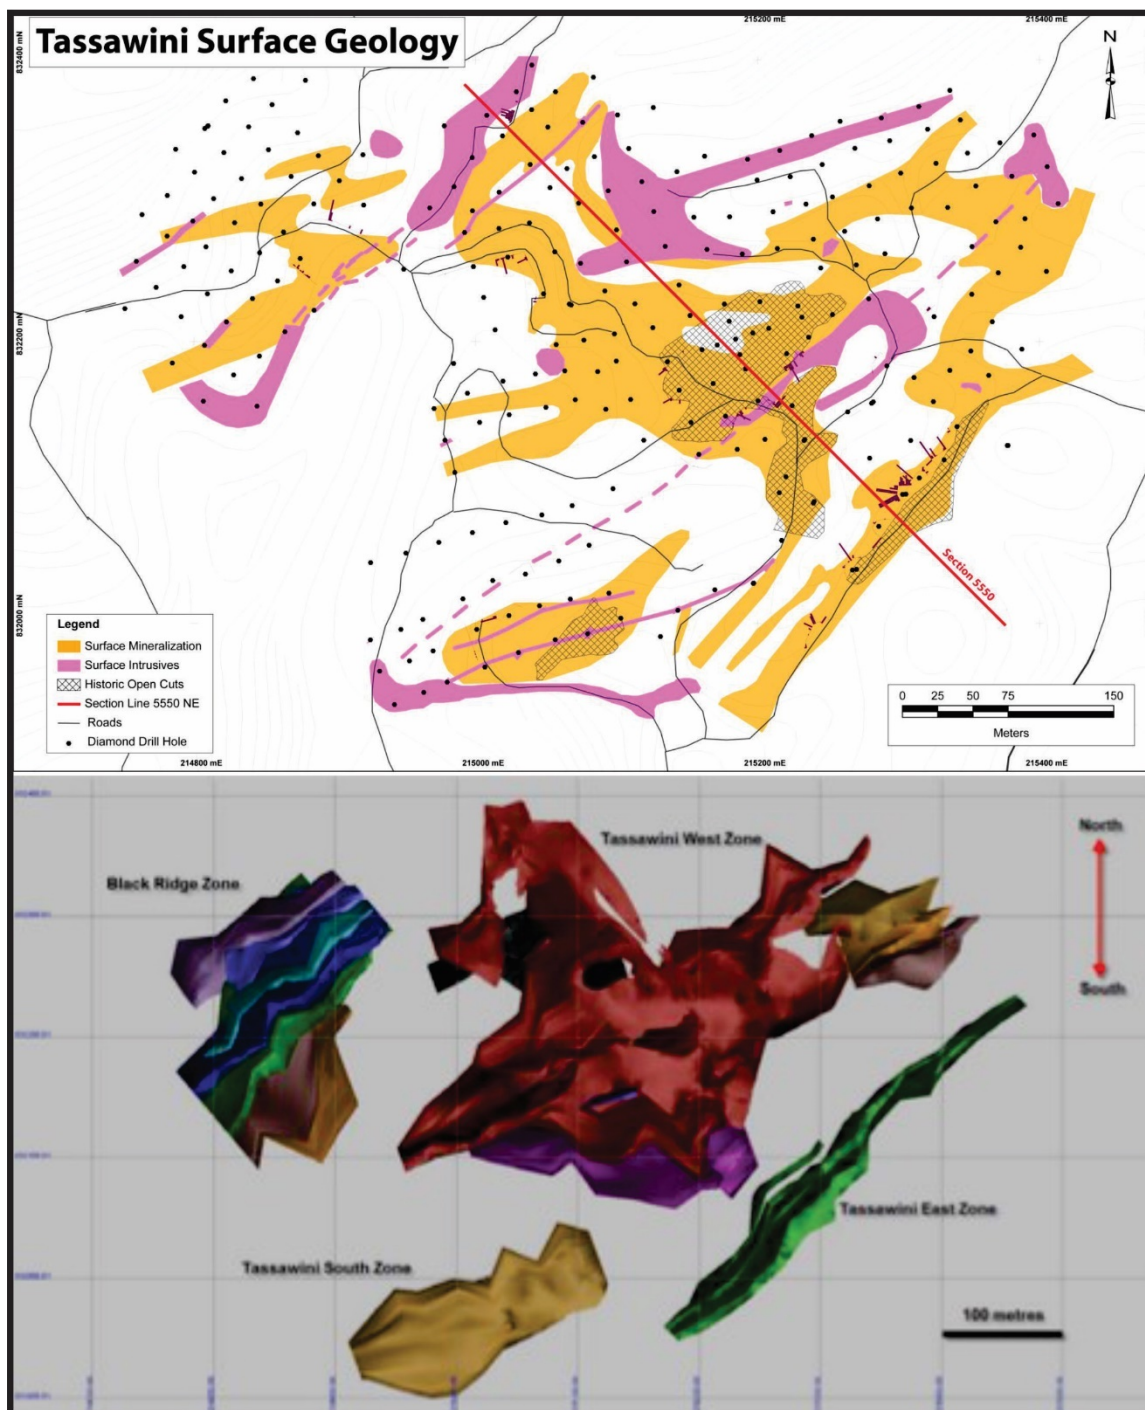 Tassawini Surface Geology
215200 mE
215400 mE
832400 mN
N
832200 mN
832000 mN
Section 5550
Legend
Surface Mineralization
Surface Intrusives
Historic Open Cuts
Section Line 5550 NE
Roads
Diamond Drill Hole
0 25 50 75 150
Meters
214800 mE
215000 mE
215200 mE
215400 mE
Tassawini West Zone
North
Black Ridge Zone
South
Tassawini East Zone
Tassawini South Zone
100 metres